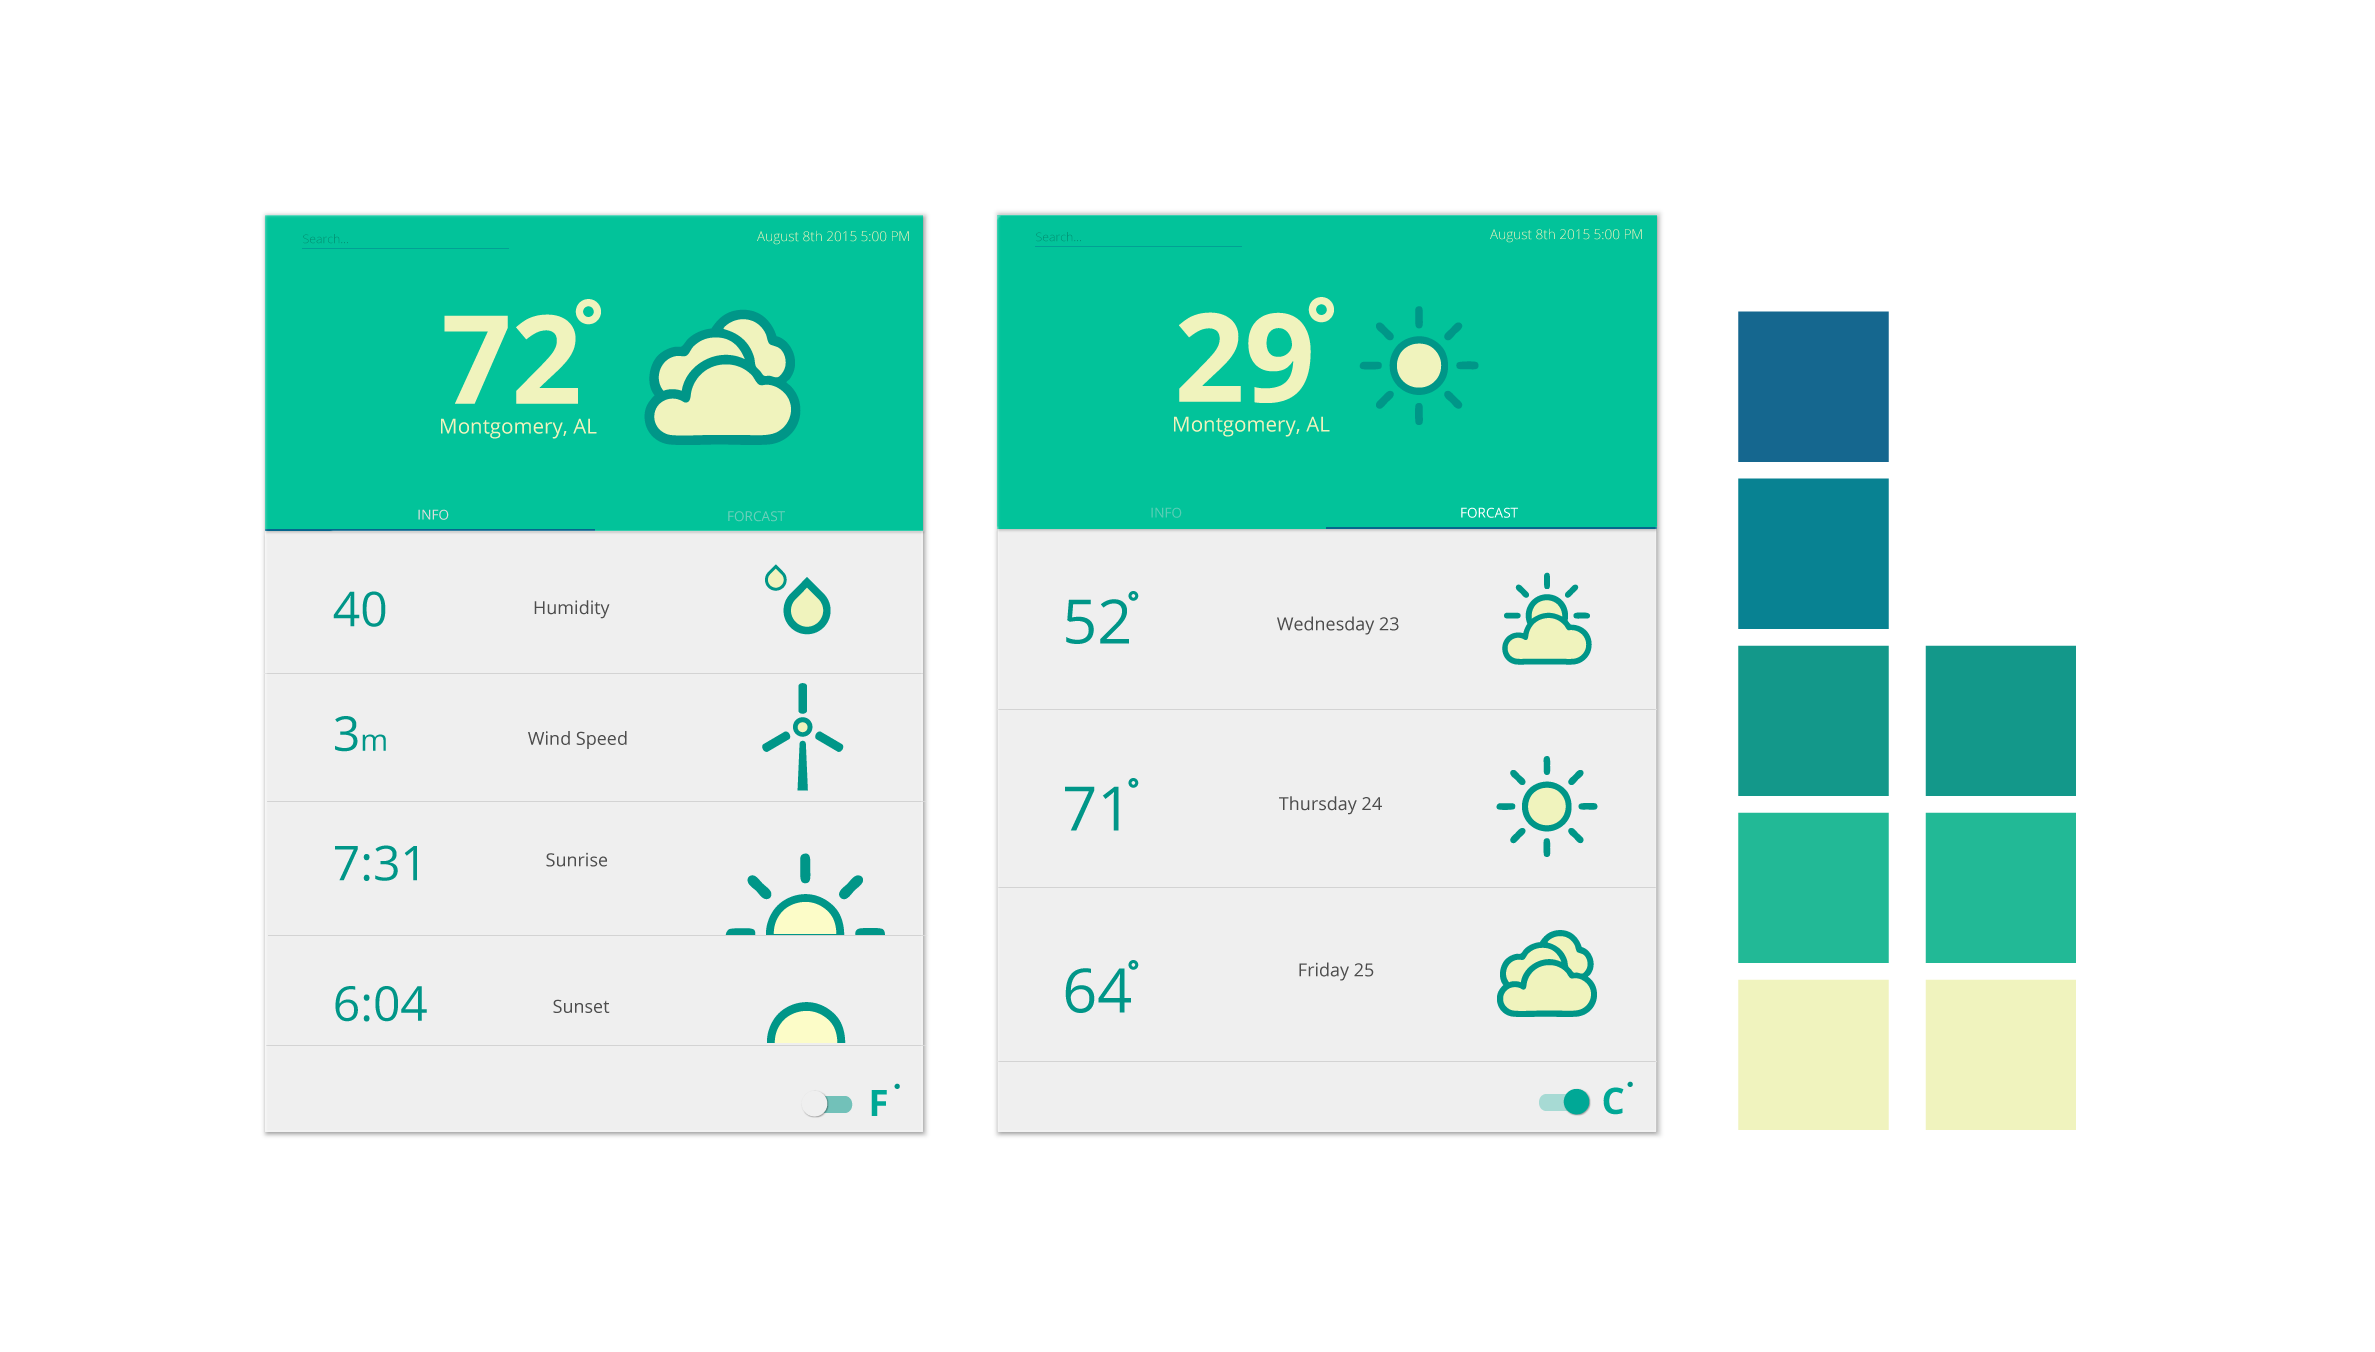 Search...
August 8th 2015 5:00 PM
72°
Montgomery, AL
INFO
FORCAST
40
Humidity
3m
Wind Speed
7:31
Sunrise
6:04
Sunset
F°
Search...
August 8th 2015 5:00 PM
29°
Montgomery, AL
INFO
FORCAST
52°
Wednesday 23
71°
Thursday 24
64°
Friday 25
C°